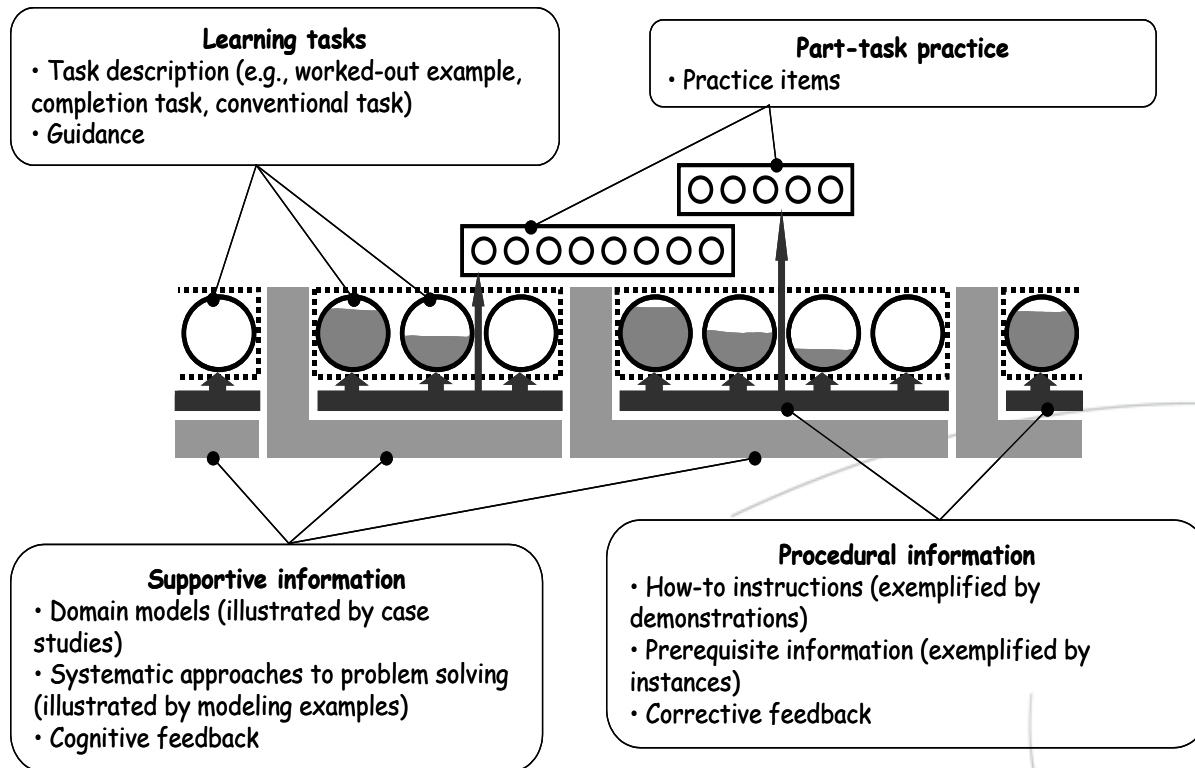 Learning tasks
• Task description (e.g., worked-out example,
completion task, conventional task)
• Guidance
Part-task practice
• Practice items
Supportive information
• Domain models (illustrated by case
studies)
• Systematic approaches to problem solving
(illustrated by modeling examples)
• Cognitive feedback
Procedural information
• How-to instructions (exemplified by
demonstrations)
• Prerequisite information (exemplified by
instances)
• Corrective feedback